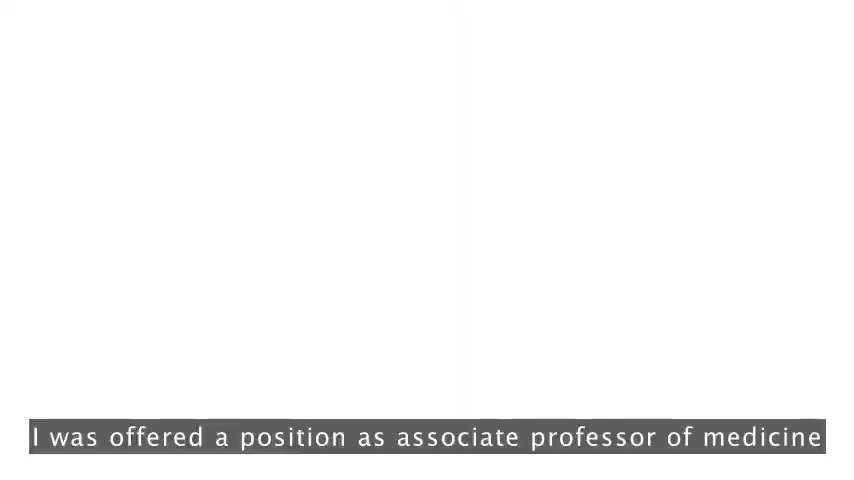 I was offered a position as associate professor of medicine